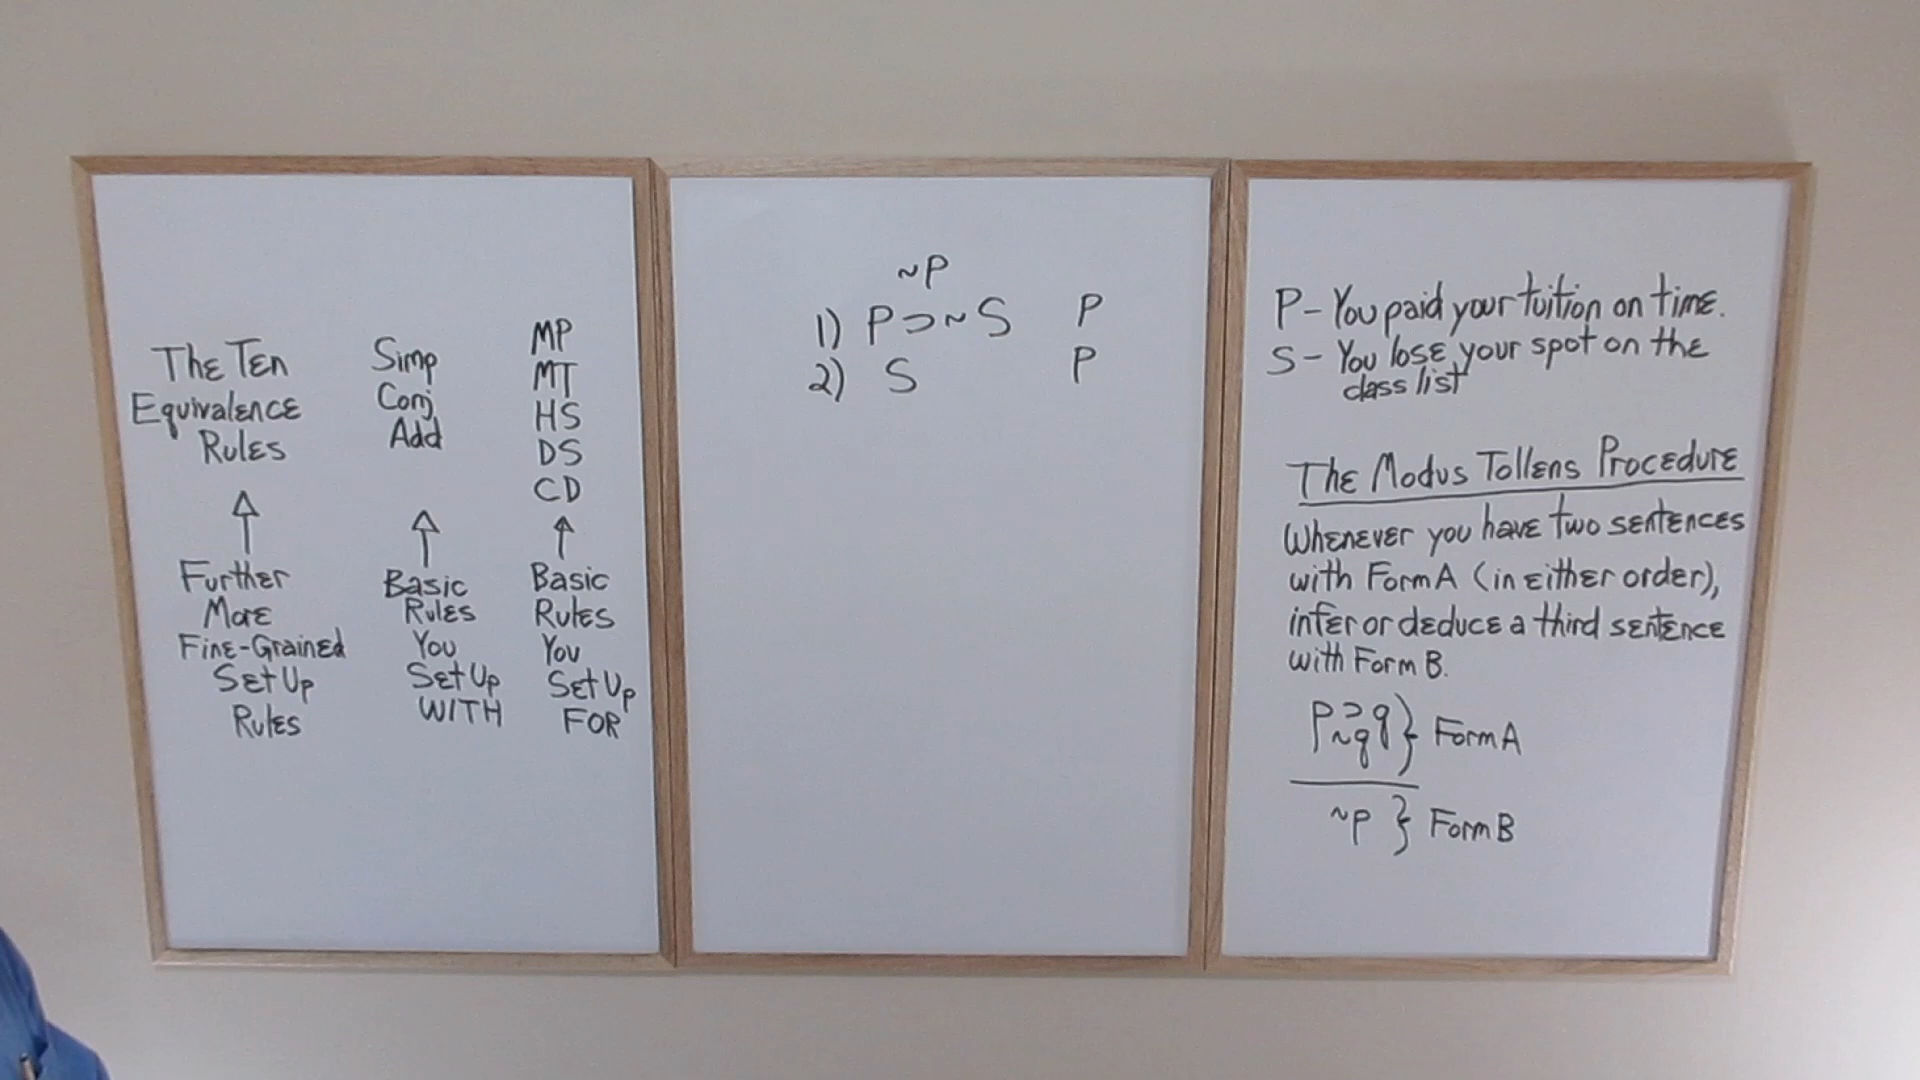 The Ten
Equivalence
Rules
Further
More
Fine-Grained
Set Up
Rules
Simp
Conj
Add
Basic
Rules
You
Set Up
WITH
MP
MT
HS
DS
CD
Basic
Rules
You
Set Up
FOR
~P
1) P⊃~S P
2) S P
P- You paid your tuition on time.
S- You lose your spot on the
class list
The Modus Tollens Procedure
Whenever you have two sentences
with Form A (in either order),
infer or deduce a third sentence
with Form B.
p⊃q
~q } Form A
~p } Form B